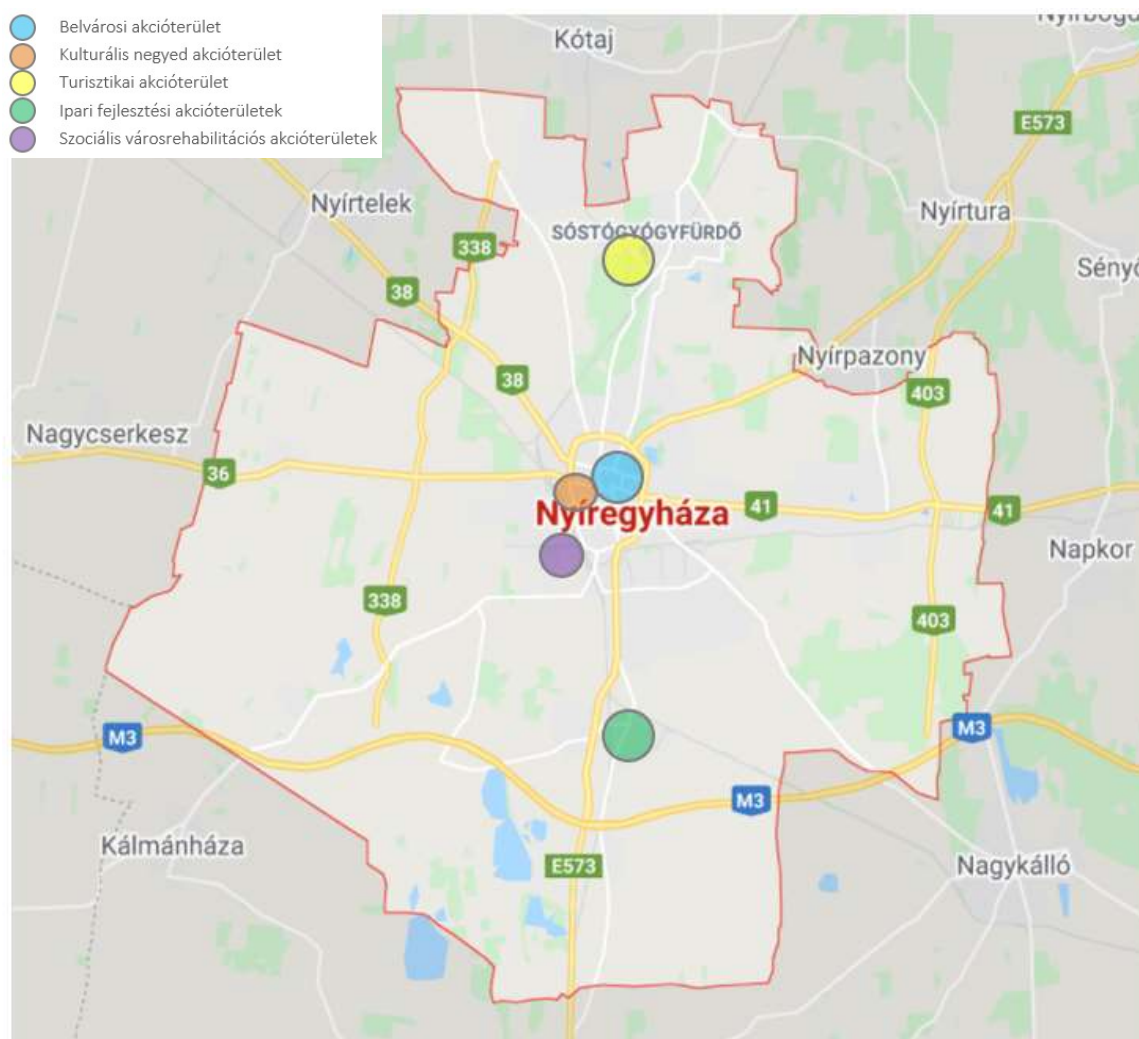 Belvárosi akcióterület
Kulturális negyed akcióterület
Turisztikai akcióterület
Ipari fejlesztési akcióterületek
Szociális városrehabilitációs akcióterületek
Kótaj
E573
Nyírtelek
Nyírtura
SÓSTÓGYÓGYFÜRDŐ
338
Sényő
38
Nyírpazony
38
403
Nagycserkesz
36
41
41
Nyíregyháza
Napkor
338
403
M3
M3
M3
Kálmánháza
E573
Nagykálló